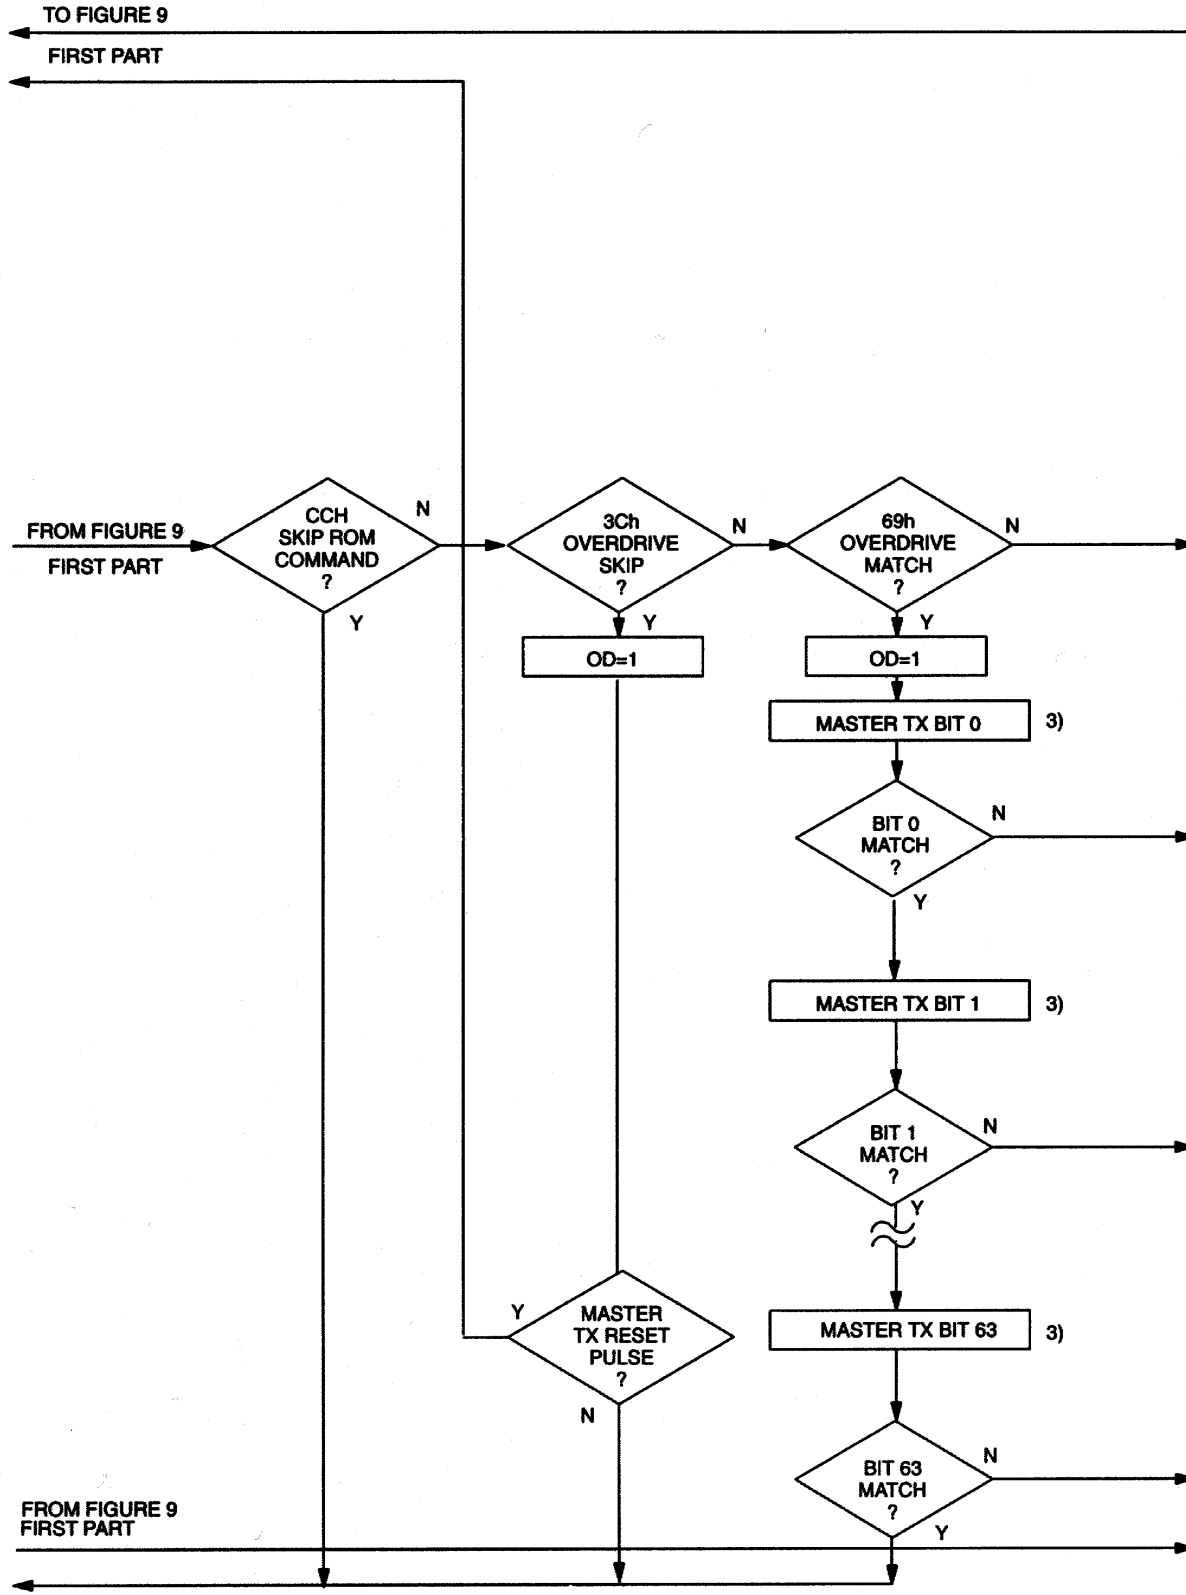 TO FIGURE 9
FIRST PART
FROM FIGURE 9
FIRST PART
CCH
SKIP ROM
COMMAND
?
N
Y
3Ch
OVERDRIVE
SKIP
?
N
Y
OD=1
69h
OVERDRIVE
MATCH
?
N
Y
OD=1
MASTER TX BIT 0
3)
BIT 0
MATCH
?
N
Y
MASTER TX BIT 1
3)
BIT 1
MATCH
?
N
Y
MASTER
TX RESET
PULSE
?
Y
N
MASTER TX BIT 63
3)
BIT 63
MATCH
?
N
Y
FROM FIGURE 9
FIRST PART